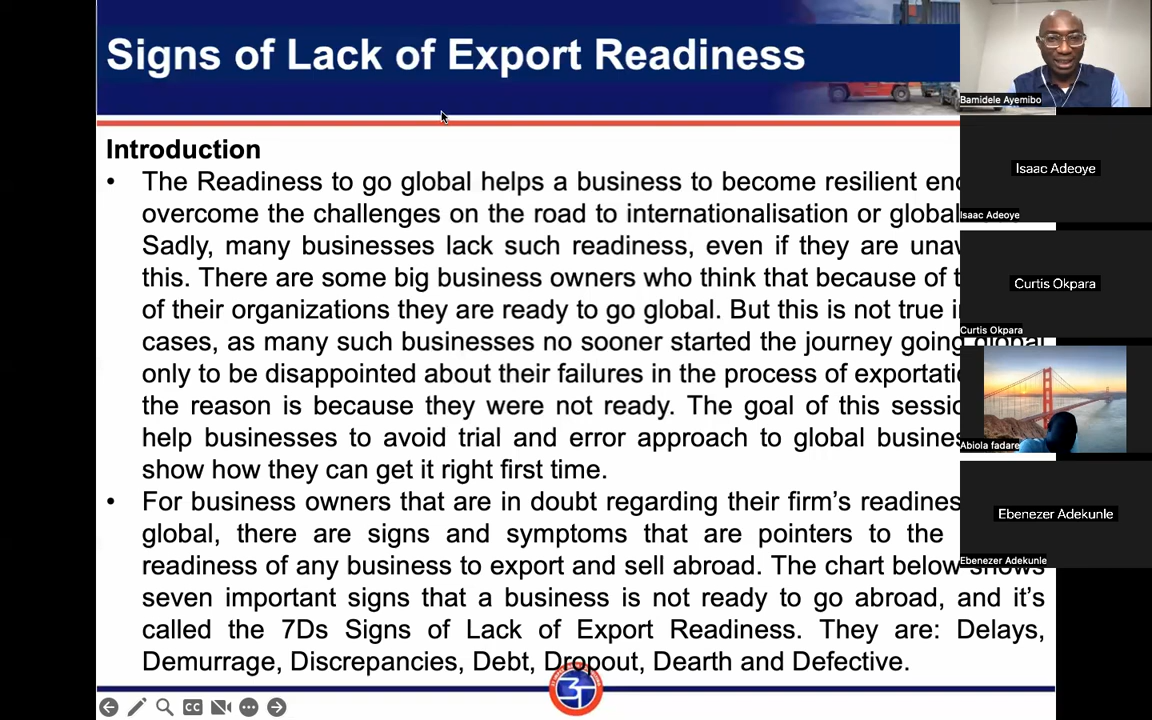 Signs of Lack of Export Readiness
Introduction
• The Readiness to go global helps a business to become resilient
overcome the challenges on the road to internationalisation or global
Sadly, many businesses lack such readiness, even if they are
this. There are some big business owners who think that because of
of their organizations they are ready to go global. But this is not true
cases, as many such businesses no sooner started the journey going global
only to be disappointed about their failures in the process of
the reason is because they were not ready. The goal of this
help businesses to avoid trial and error approach to global
show how they can get it right first time.
• For business owners that are in doubt regarding their firm's
global, there are signs and symptoms that are pointers to the
readiness of any business to export and sell abroad. The chart below shows
seven important signs that a business is not ready to go abroad, and it's
called the 7Ds Signs of Lack of Export Readiness. They are: Delays,
Demurrage, Discrepancies, Debt, Dropout, Dearth and Defective.
3T
CC
Bamidele Ayemibo
Isaac Adeoye
Isaac Adeoye
Curtis Okpara
Curtis Okpara
Abiola fadare
Ebenezer Adekunle
Ebenezer Adekunle